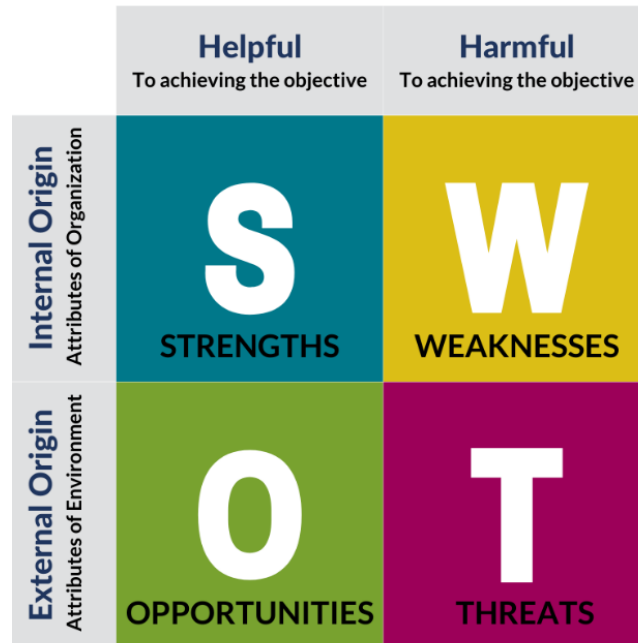 Helpful
To achieving the objective
Harmful
To achieving the objective
Internal Origin
Attributes of Organization
S
STRENGTHS
W
WEAKNESSES
External Origin
Attributes of Environment
O
OPPORTUNITIES
T
THREATS